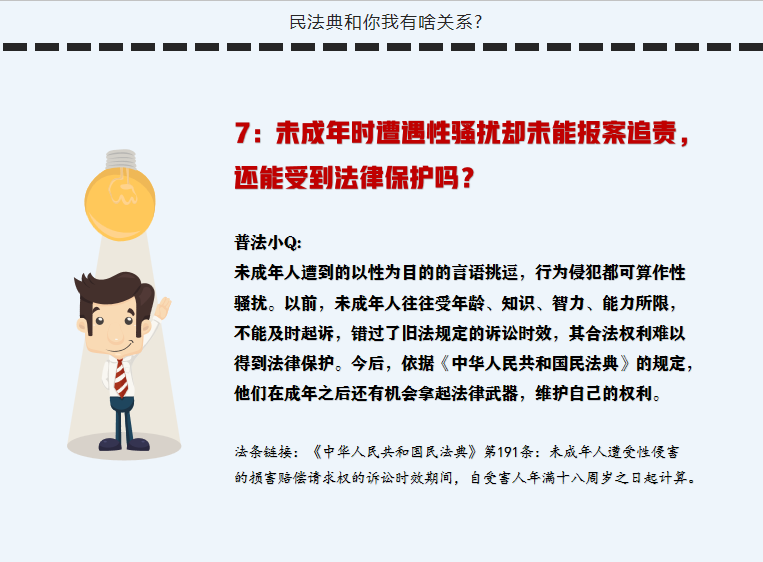 民法典和你我有啥关系？
7：未成年时遭遇性骚扰却未能报案追责，
还能受到法律保护吗？
普法小Q:
未成年人遭到的以性为目的的言语挑逗，行为侵犯都可算作性
骚扰。以前，未成年人往往受年龄、知识、智力、能力所限，
不能及时起诉，错过了旧法规定的诉讼时效，其合法权利难以
得到法律保护。今后，依据《中华人民共和国民法典》的规定，
他们在成年之后还有机会拿起法律武器，维护自己的权利。
法条链接：《中华人民共和国民法典》第191条：未成年人遭受性侵害
的损害赔偿请求权的诉讼时效期间，自受害人年满十八周岁之日起计算。